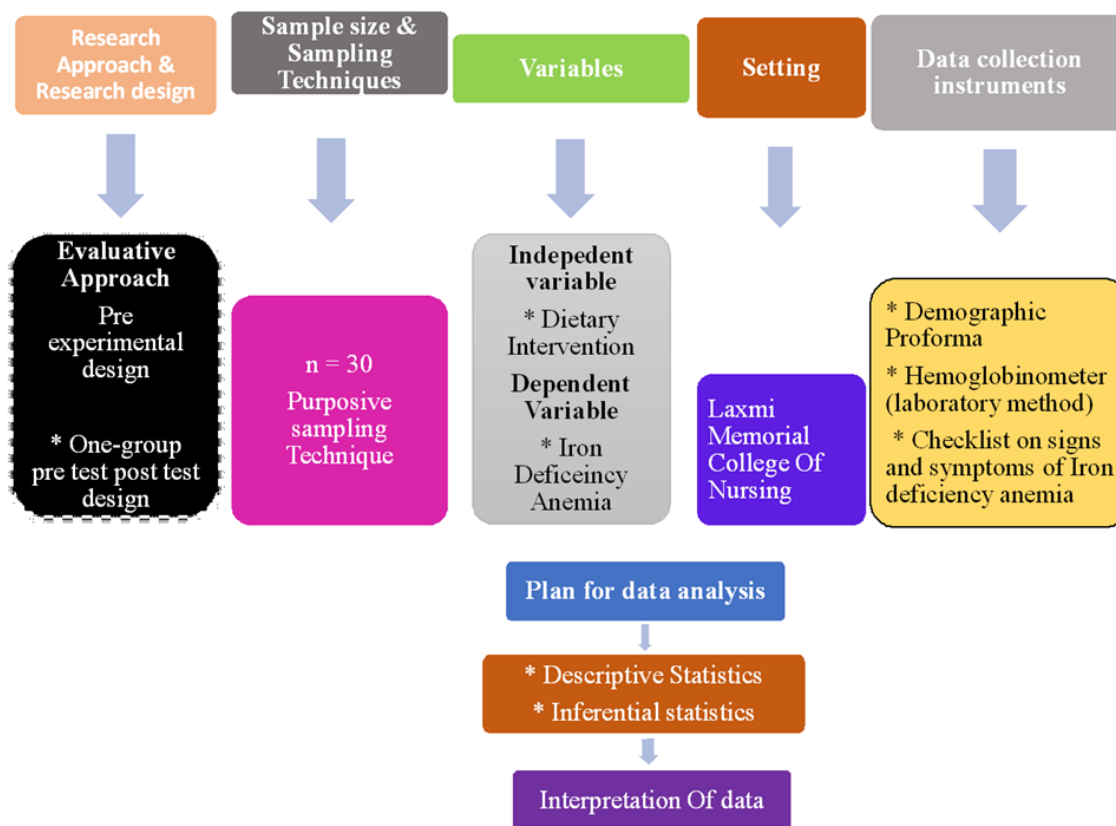 Research
Approach &
Research design
Sample size &
Sampling
Techniques
Variables
Setting
Data collection
instruments
Evaluative
Approach
Pre
experimental
design
* One-group
pre test post test
design
n = 30
Purposive
sampling
Technique
Indepedent
variable
* Dietary
Intervention
Dependent
Variable
* Iron
Deficeincy
Anemia
Laxmi
Memorial
College Of
Nursing
* Demographic
Proforma
* Hemoglobinometer
(laboratory method)
* Checklist on signs
and symptoms of Iron
deficiency anemia
Plan for data analysis
* Descriptive Statistics
* Inferential statistics
Interpretation Of data